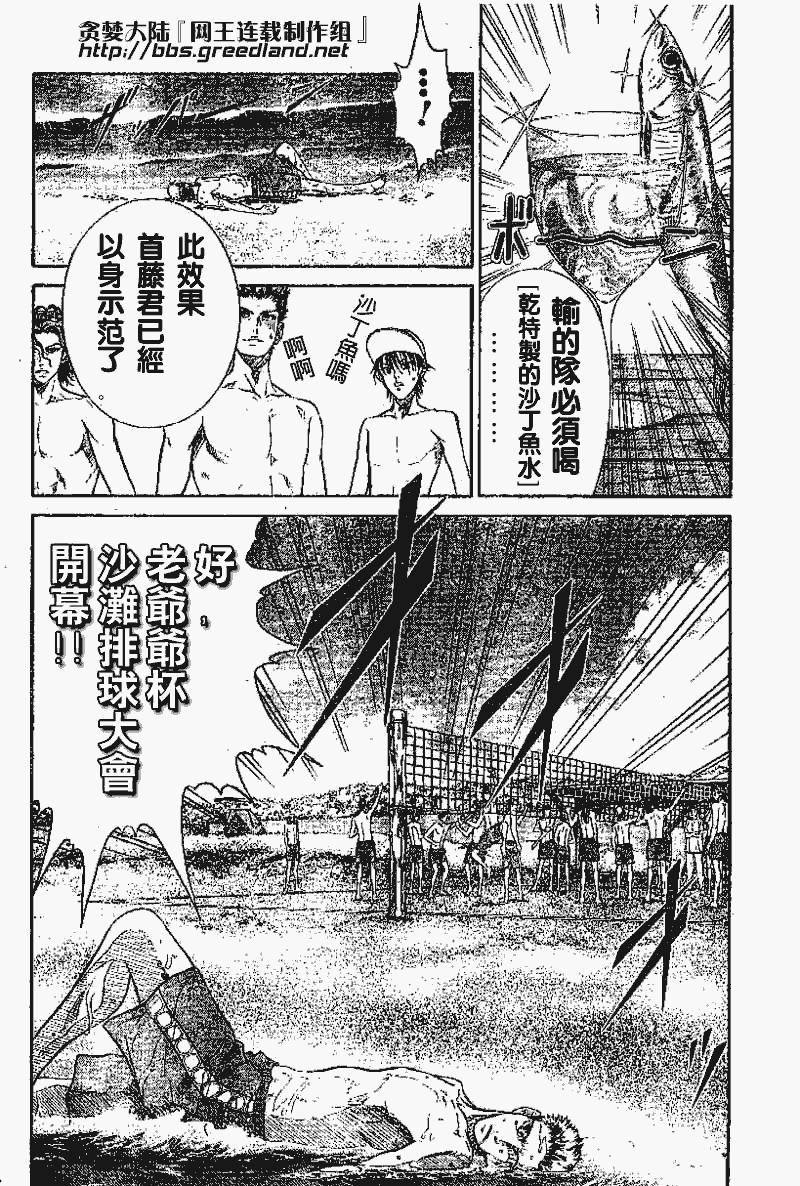 贪婪大陆『网王连载制作组』
http://bbs.greedland.net
ボ
輸的隊必須喝
[乾特製的沙丁魚水]
…………
…！
此效果
首藤君已經
以身示范了。
沙丁魚嗎
啊啊
好，
老爺爺杯
沙灘排球大會
開幕!!